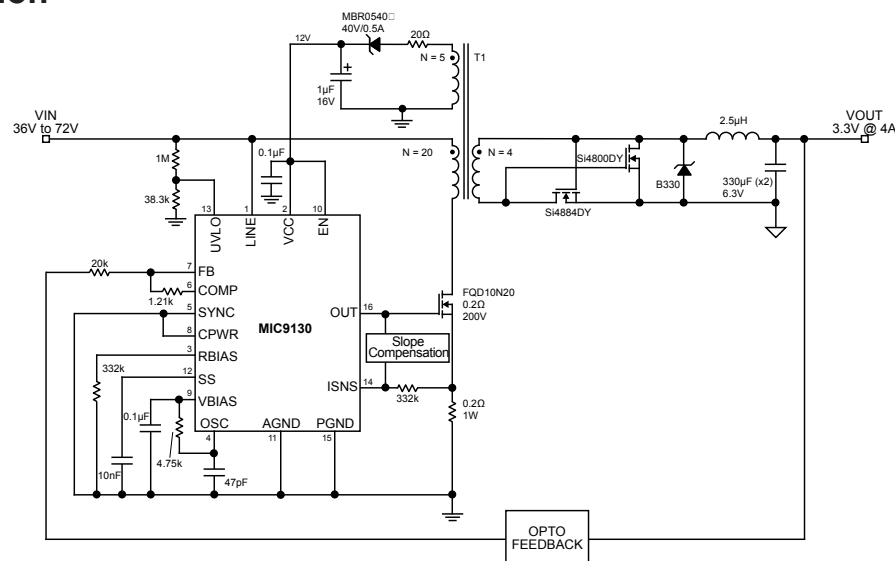 MBR0540□
40V/0.5A
20Ω
12V
N = 5
T1
1µF
16V
VIN
36V to 72V
2.5µH
VOUT
3.3V @ 4A
1M
0.1µF
N = 20
N = 4
Si4800DY
38.3k
B330
330µF (x2)
6.3V
Si4884DY
13
1
2
10
UVLO
LINE
VCC
EN
20k
7
FB
6
COMP
1.21k
5
SYNC
8
CPWR
MIC9130
OUT
16
FQD10N20
0.2Ω
200V
Slope
Compensation
3
RBIAS
332k
12
SS
ISNS
14
332k
9
VBIAS
0.2Ω
1W
0.1µF
OSC
AGND
PGND
4
11
15
4.75k
10nF
47pF
OPTO
FEEDBACK